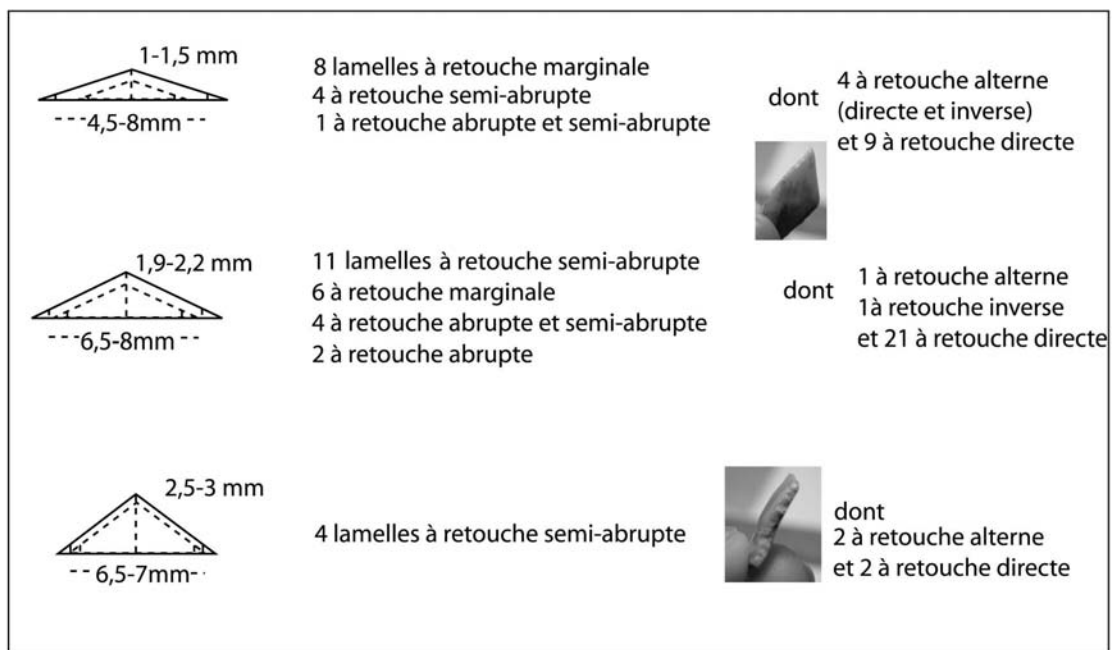 1-1,5 mm
4,5-8mm
8 lamelles à retouche marginale
4 à retouche semi-abrupte
1 à retouche abrupte et semi-abrupte
dont
4 à retouche alterne
(directe et inverse)
et 9 à retouche directe
1,9-2,2 mm
6,5-8mm
11 lamelles à retouche semi-abrupte
6 à retouche marginale
4 à retouche abrupte et semi-abrupte
2 à retouche abrupte
dont
1 à retouche alterne
1à retouche inverse
et 21 à retouche directe
2,5-3 mm
6,5-7mm
4 lamelles à retouche semi-abrupte
dont
2 à retouche alterne
et 2 à retouche directe